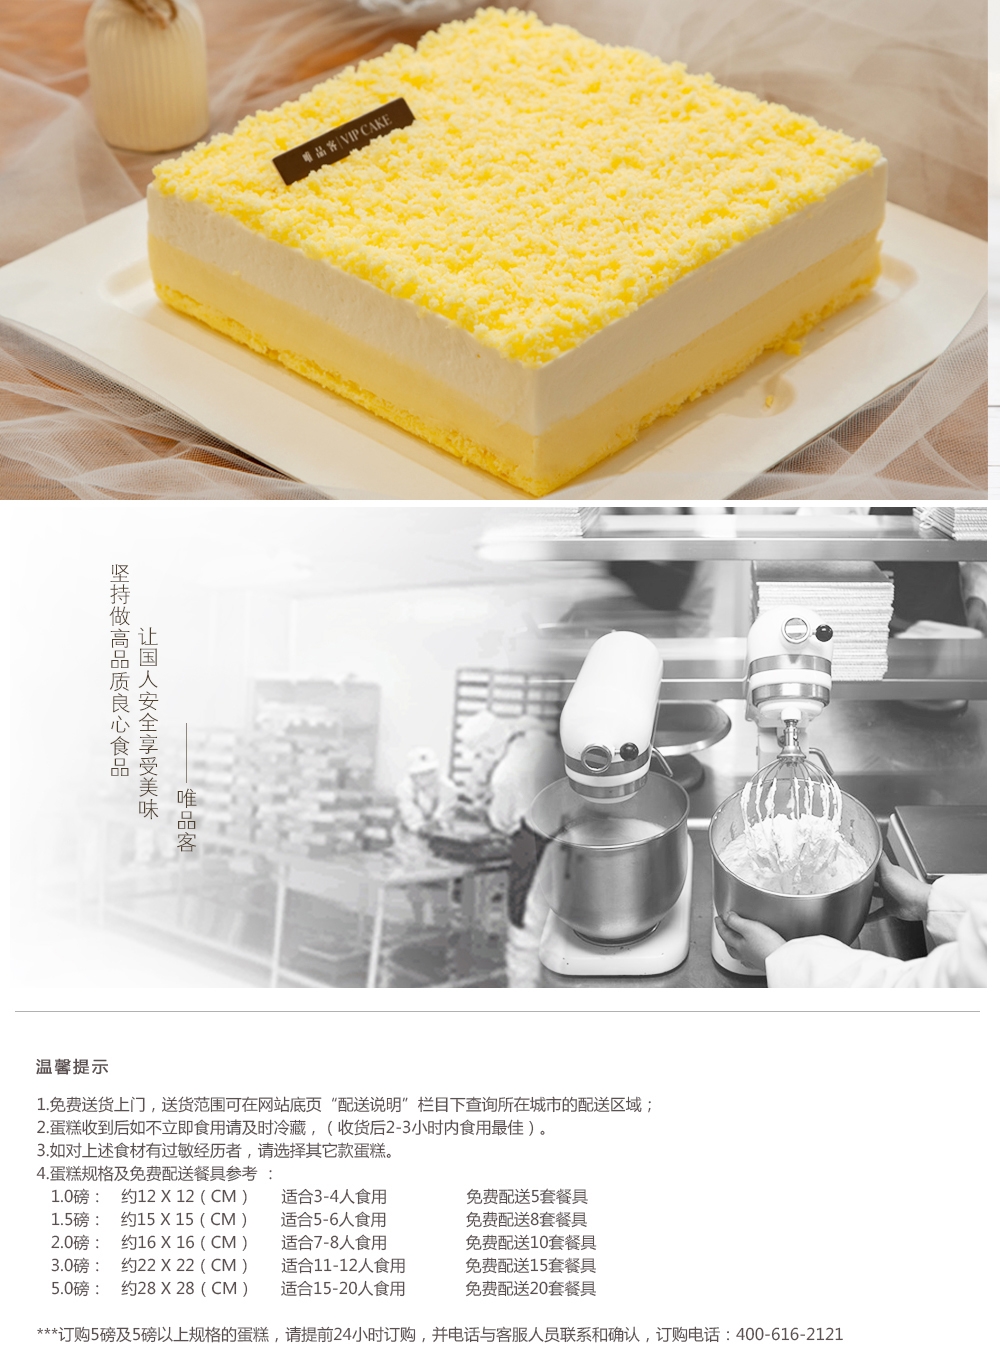 唯品客|VIP CAKE
坚持做高品质良心食品
让国人安全享受美味
——唯品客
温馨提示
1.免费送货上门，送货范围可在网站底页“配送说明”栏目下查询所在城市的配送区域；
2.蛋糕收到后如不立即食用请及时冷藏，（收货后2-3小时内食用最佳）。
3.如对上述食材有过敏经历者，请选择其它款蛋糕。
4.蛋糕规格及免费配送餐具参考 ：
1.0磅： 约12 X 12（CM） 适合3-4人食用 免费配送5套餐具
1.5磅： 约15 X 15（CM） 适合5-6人食用 免费配送8套餐具
2.0磅： 约16 X 16（CM） 适合7-8人食用 免费配送10套餐具
3.0磅： 约22 X 22（CM） 适合11-12人食用 免费配送15套餐具
5.0磅： 约28 X 28（CM） 适合15-20人食用 免费配送20套餐具
***订购5磅及5磅以上规格的蛋糕，请提前24小时订购，并电话与客服人员联系和确认，订购电话：400-616-2121